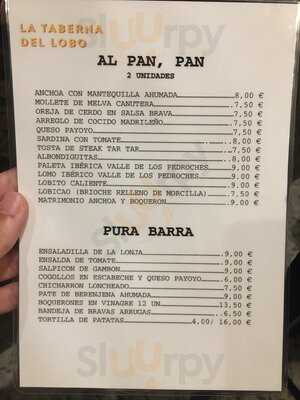 LA TABERNA
DEL LOBO
AL PAN, PAN
2 UNIDADES
ANCHOA CON MANTEQUILLA AHUMADA 8,00 €
MOLLETE DE MELVA CANUTERA 7,50 €
OREJA DE CERDO EN SALSA BRAVA 7,50 €
ARREGLO DE COCIDO MADRILEÑO 7,50 €
QUESO PAYOYO 7,50 €
SARDINA CON TOMATE 8,00 €
TOSTA DE STEAK TAR TAR 9,00 €
ALBONDIGUITAS 8,00 €
PALETA IBÉRICA VALLE DE LOS PEDROCHES 9,00 €
LOMO IBÉRICO VALLE DE LOS PEDROCHES 9,00 €
LOBITO CALIENTE 9,00 €
LOBICAO (BRIOCHE RELLENO DE MORCILLA) 7,50 €
MATRIMONIO ANCHOA Y BOQUERON 9,00 €
PURA BARRA
ENSALADILLA DE LA LONJA 9,00 €
ENSALDA DE TOMATE 9,00 €
SALPICON DE GAMBON 9,00 €
COGOLLOS EN ESCABECHE Y QUESO PAYOYO 6,00 €
CHICHARRON LONCHEADO 7,50 €
PATE DE BERENJENA AHUMADA 9,00 €
BOQUERONES EN VINAGRE 12 UN 13,50 €
BANDEJA DE BRAVAS ARRUGAS 6,50 €
TORTILLA DE PATATAS 4,00/ 16,00 €
sluurpy
sluurpy